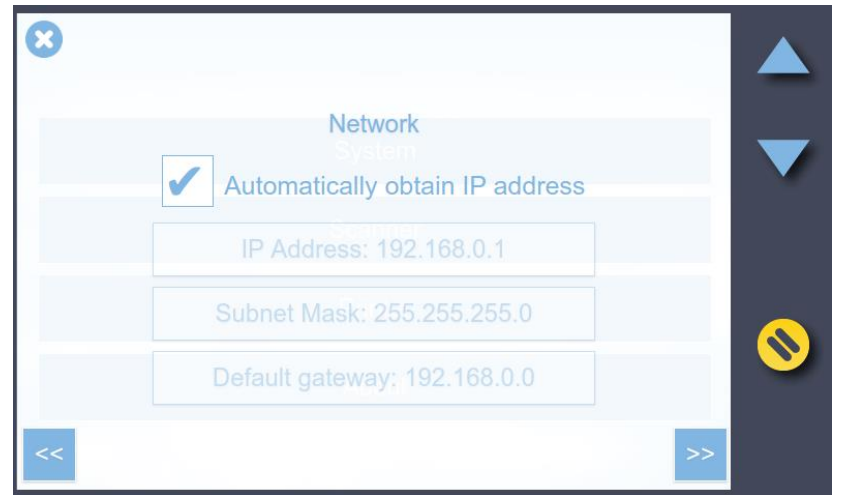 Network
System
Automatically obtain IP address
Scanner
IP Address: 192.168.0.1
Subnet Mask: 255.255.255.0
Default gateway: 192.168.0.0
<<
>>